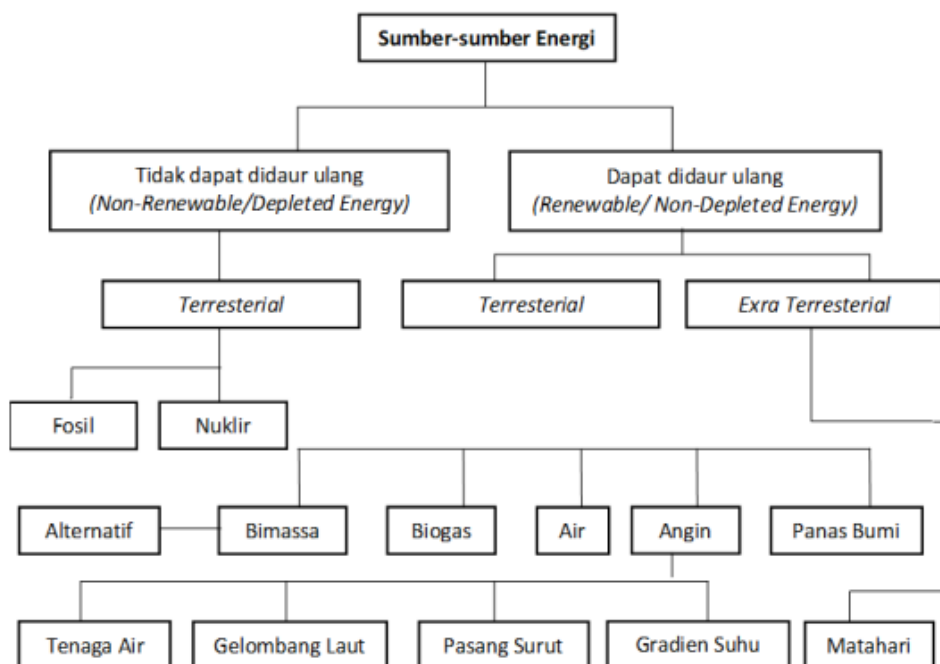 Sumber-sumber Energi
Tidak dapat didaur ulang
(Non-Renewable/Depleted Energy)
Dapat didaur ulang
(Renewable/ Non-Depleted Energy)
Terresterial
Terresterial
Exra Terresterial
Fosil
Nuklir
Alternatif
Bimassa
Biogas
Air
Angin
Panas Bumi
Tenaga Air
Gelombang Laut
Pasang Surut
Gradien Suhu
Matahari